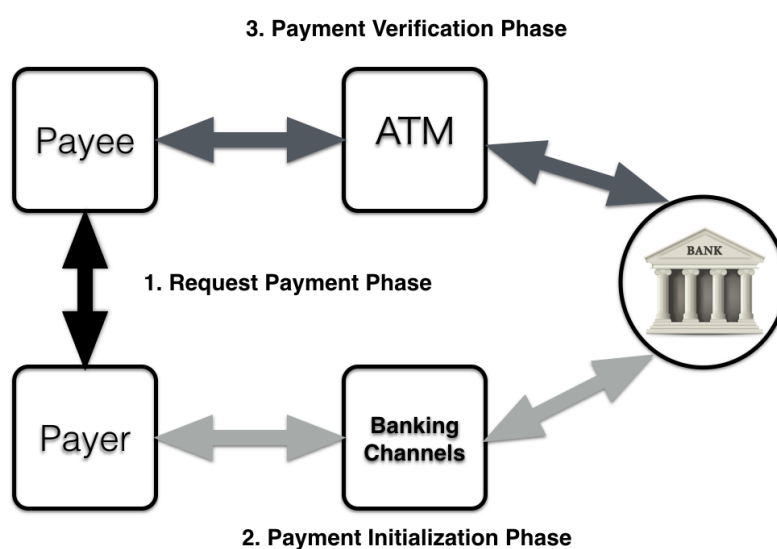 3. Payment Verification Phase
Payee
ATM
BANK
1. Request Payment Phase
Payer
Banking
Channels
2. Payment Initialization Phase